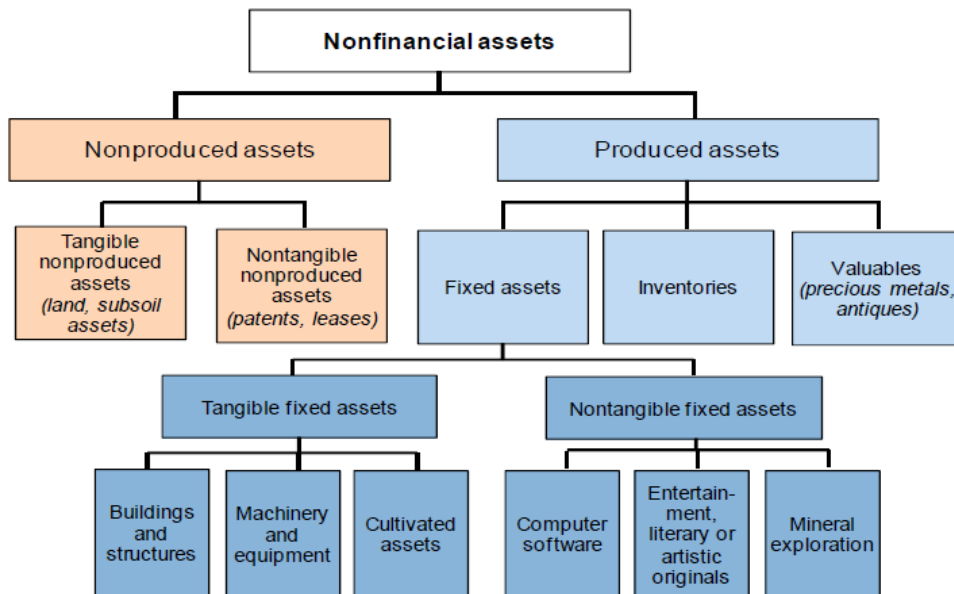 Nonfinancial assets
Nonproduced assets
Produced assets
Tangible
nonproduced
assets
(land, subsoil
assets)
Nontangible
nonproduced
assets
(patents, leases)
Fixed assets
Inventories
Valuables
(precious metals,
antiques)
Tangible fixed assets
Nontangible fixed assets
Buildings
and
structures
Machinery
and
equipment
Cultivated
assets
Computer
software
Entertain-
ment,
literary or
artistic
originals
Mineral
exploration